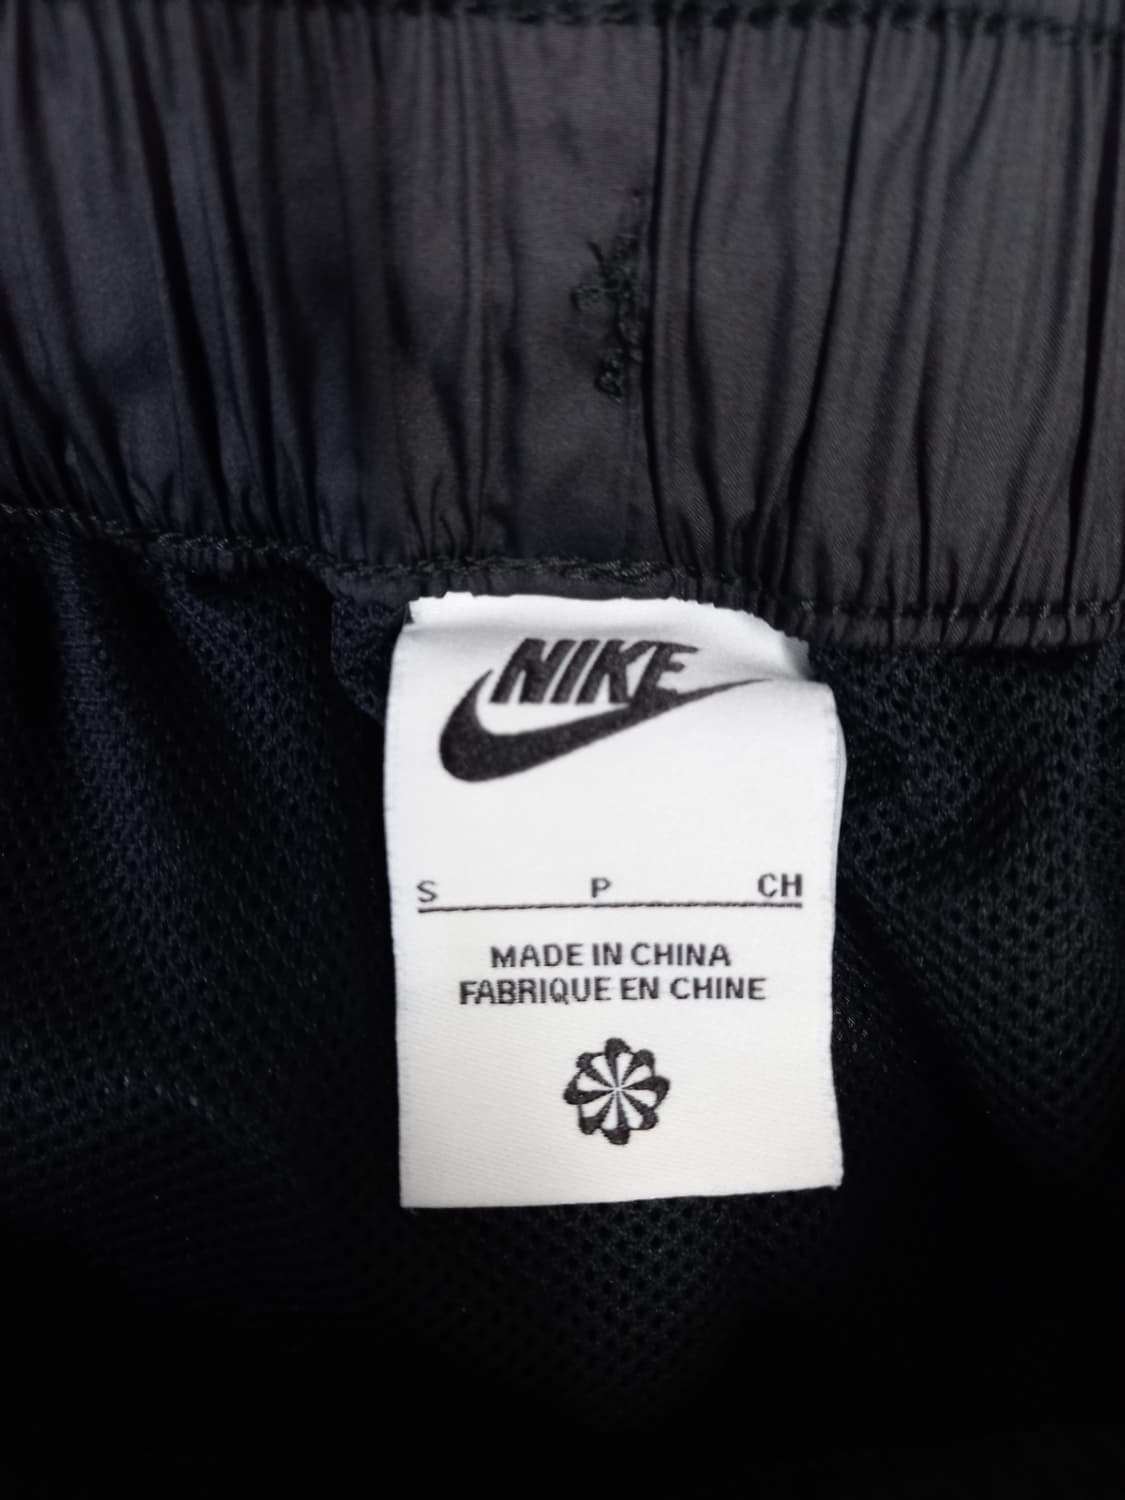 NIKE
S P CH
MADE IN CHINA
FABRIQUE EN CHINE